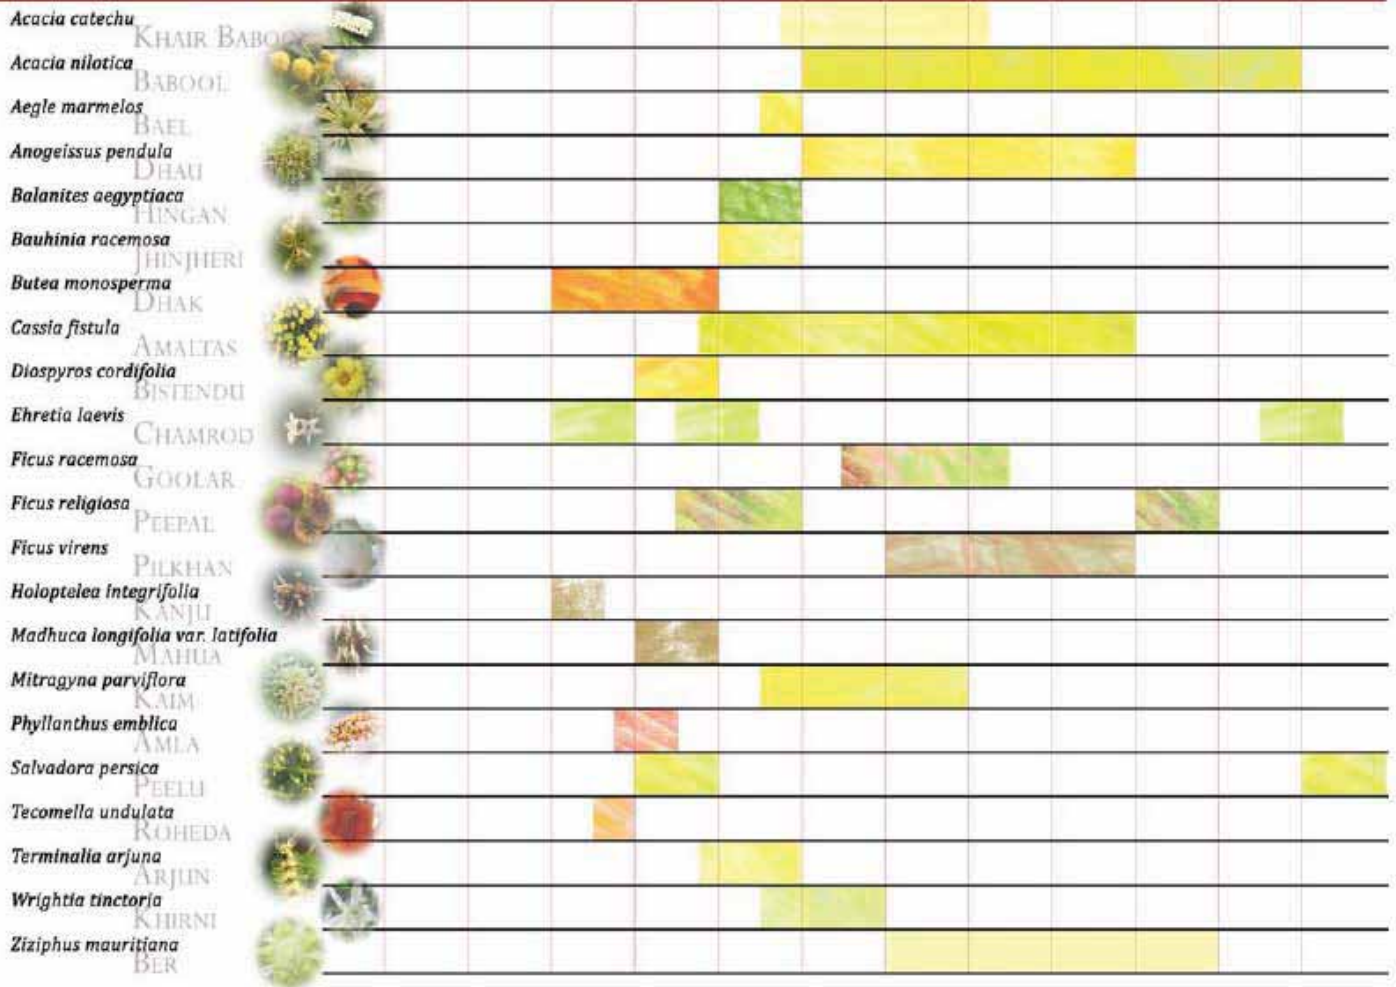 Acacia catechu
KHAIR BABOOL
Acacia nilotica
BABOOL
Aegle marmelos
BAEL
Anogeissus pendula
DHAU
Balanites aegyptiaca
HINGAN
Bauhinia racemosa
JHINJHERI
Butea monosperma
DHAK
Cassia fistula
AMALTAS
Diospyros cordifolia
BISTENDU
Ehretia laevis
CHAMROD
Ficus racemosa
GOOLAR
Ficus religiosa
PEEPAL
Ficus virens
PILKHAN
Holoptelea integrifolia
KANJU
Madhuca longifolia var. latifolia
MAHUA
Mitragyna parviflora
KAIM
Phyllanthus emblica
AMLA
Salvadora persica
PEELU
Tecomella undulata
ROHEDA
Terminalia arjuna
ARJUN
Wrightia tinctoria
KHIRNI
Ziziphus mauritiana
BER